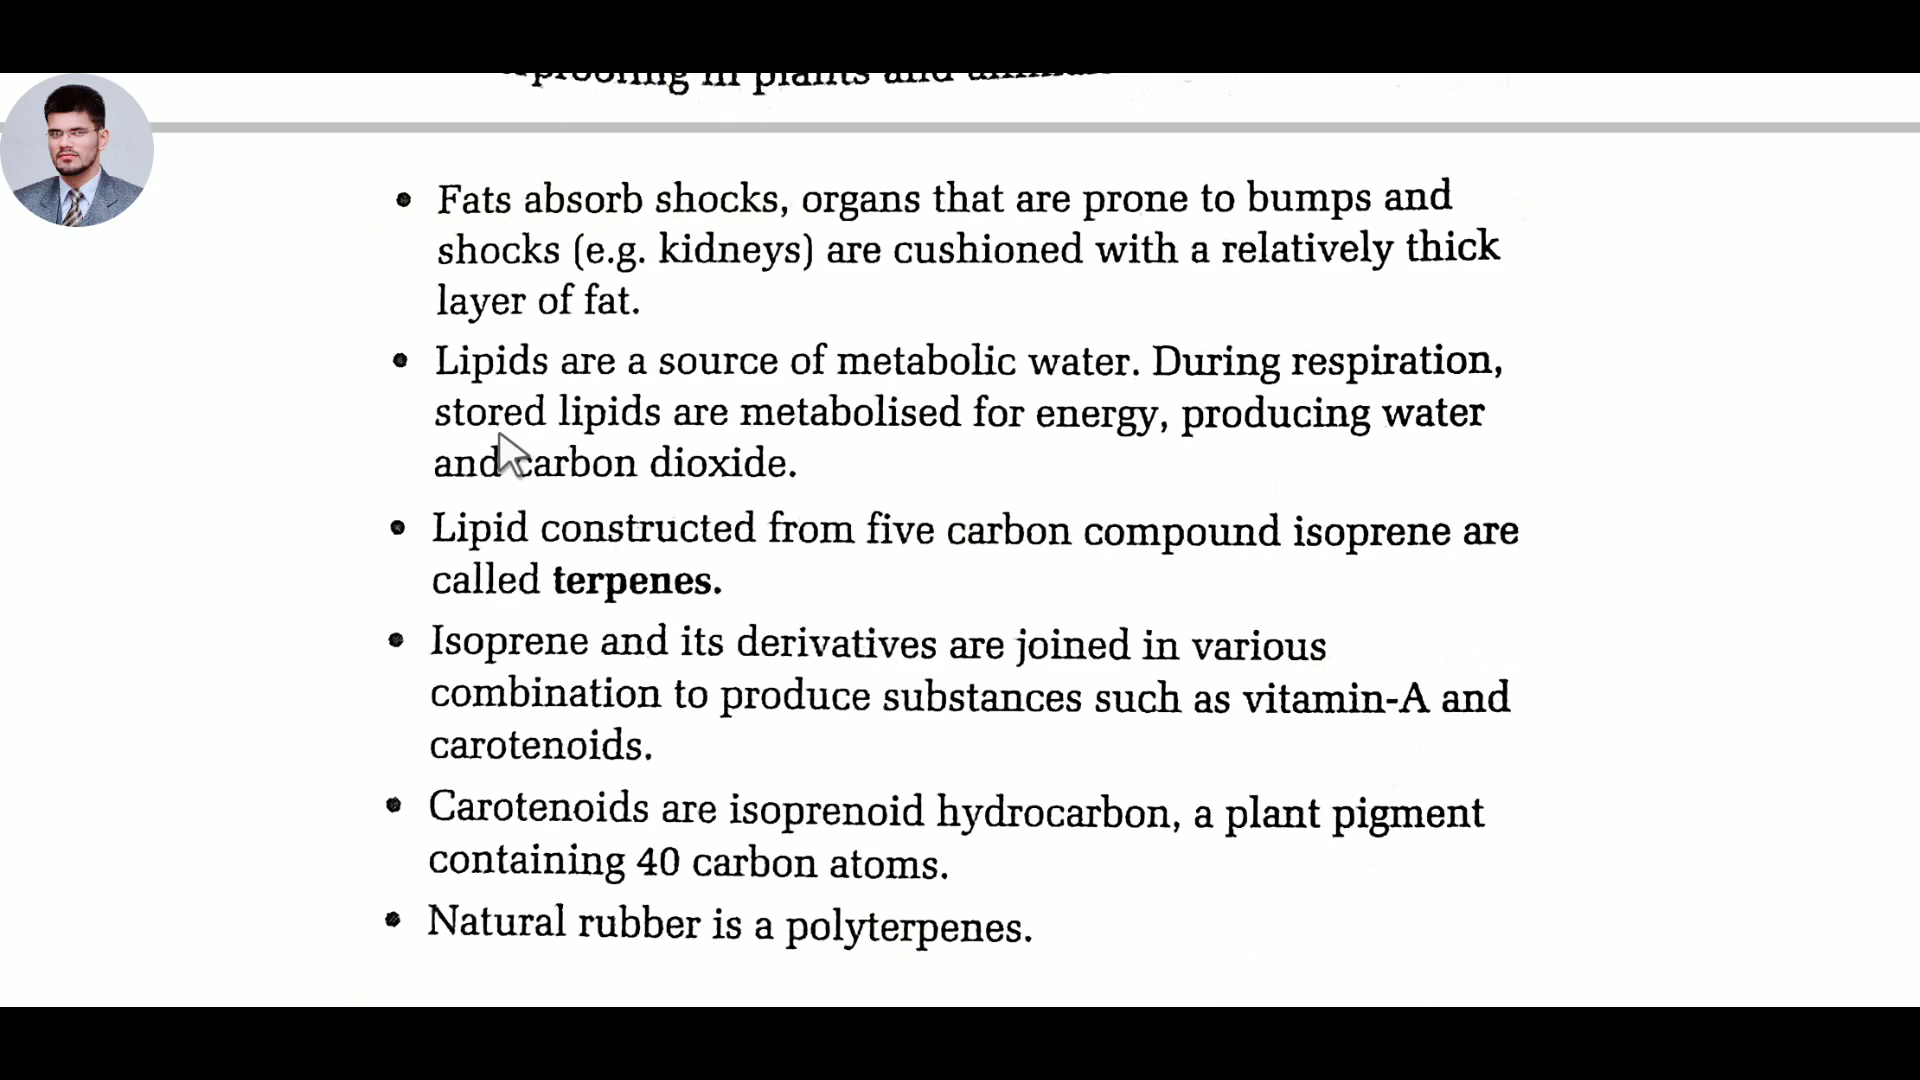 in plants and
• Fats absorb shocks, organs that are prone to bumps and
shocks (e.g. kidneys) are cushioned with a relatively thick
layer of fat.
• Lipids are a source of metabolic water. During respiration,
stored lipids are metabolised for energy, producing water
and carbon dioxide.
• Lipid constructed from five carbon compound isoprene are
called terpenes.
• Isoprene and its derivatives are joined in various
combination to produce substances such as vitamin-A and
carotenoids.
• Carotenoids are isoprenoid hydrocarbon, a plant pigment
containing 40 carbon atoms.
• Natural rubber is a polyterpenes.